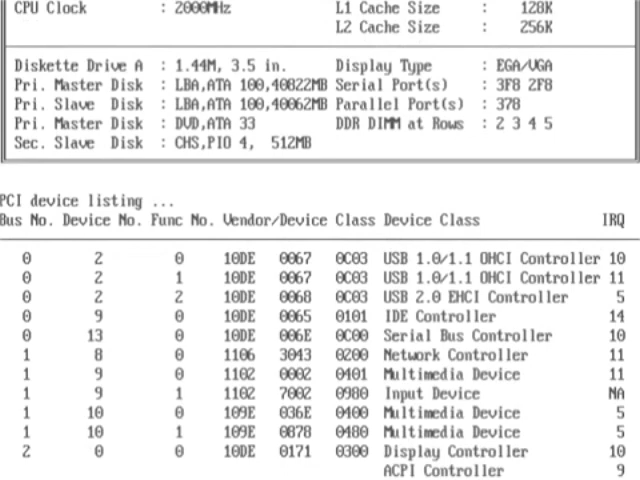 CPU Clock : 2000MHz L1 Cache Size : 128K
L2 Cache Size : 256K
Diskette Drive A : 1.44M, 3.5 in. Display Type : EGA/VGA
Pri. Master Disk : LBA,ATA 100,40822MB Serial Port(s) : 3F8 2F8
Pri. Slave Disk : LBA,ATA 100,40062MB Parallel Port(s) : 378
Pri. Master Disk : DVD,ATA 33 DDR DIMM at Rows : 2 3 4 5
Sec. Slave Disk : CHS,PIO 4, 512MB
PCI device listing ...
Bus No. Device No. Func No. Vendor/Device Class Device Class IRQ
0 2 0 10DE 0067 0C03 USB 1.0/1.1 OHCI Controller 10
0 2 1 10DE 0067 0C03 USB 1.0/1.1 OHCI Controller 11
0 2 2 10DE 0068 0C03 USB 2.0 EHCI Controller 5
0 9 0 10DE 0065 0101 IDE Controller 14
0 13 0 10DE 006E 0C00 Serial Bus Controller 10
1 8 0 1106 3043 0200 Network Controller 11
1 9 0 1102 0002 0401 Multimedia Device 11
1 9 1 1102 7002 0980 Input Device NA
1 10 0 109E 036E 0400 Multimedia Device 5
1 10 1 109E 0878 0480 Multimedia Device 5
2 0 0 10DE 0171 0300 Display Controller 10
ACPI Controller 9